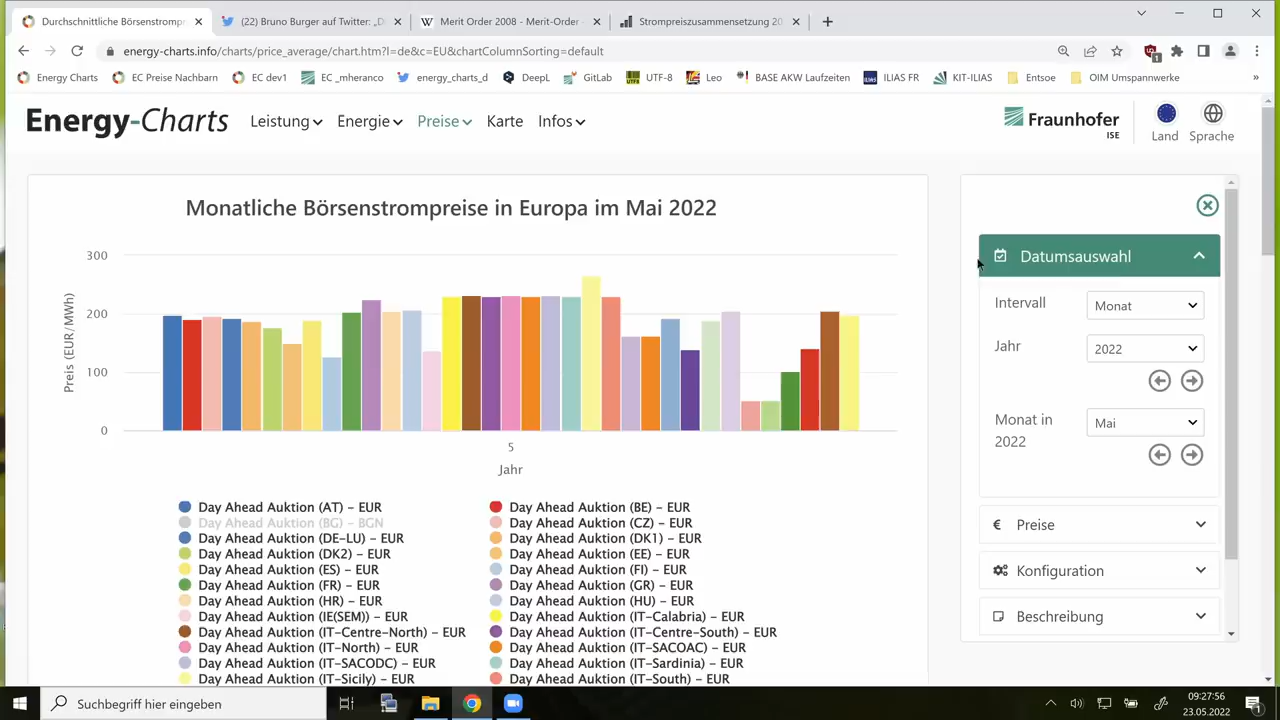 Durchschnittliche Börsenstrompr
(22) Bruno Burger auf Twitter: „D
Merit Order 2008 - Merit-Order -
Strompreiszusammensetzung 20
energy-charts.info/charts/price_average/chart.htm?l=de&c=EU&chartColumnSorting=default
Energy Charts
EC Preise Nachbarn
EC dev1
EC _mheranco
energy_charts_d
DeepL
GitLab
UTF-8
Leo
BASE AKW Laufzeiten
ILIAS FR
KIT-ILIAS
Entsoe
OIM Umspannwerke
»
Energy-Charts
Leistung
Energie
Preise
Karte
Infos
Fraunhofer
ISE
Land
Sprache
Monatliche Börsenstrompreise in Europa im Mai 2022
Preis (EUR/MWh)
300
200
100
0
5
Jahr
Day Ahead Auktion (AT) - EUR
Day Ahead Auktion (BE) - EUR
Day Ahead Auktion (BG) - BGN
Day Ahead Auktion (CZ) - EUR
Day Ahead Auktion (DE-LU) - EUR
Day Ahead Auktion (DK1) - EUR
Day Ahead Auktion (DK2) - EUR
Day Ahead Auktion (EE) - EUR
Day Ahead Auktion (ES) - EUR
Day Ahead Auktion (FI) - EUR
Day Ahead Auktion (FR) - EUR
Day Ahead Auktion (GR) - EUR
Day Ahead Auktion (HR) - EUR
Day Ahead Auktion (HU) - EUR
Day Ahead Auktion (IE(SEM)) - EUR
Day Ahead Auktion (IT-Calabria) - EUR
Day Ahead Auktion (IT-Centre-North) - EUR
Day Ahead Auktion (IT-Centre-South) - EUR
Day Ahead Auktion (IT-North) - EUR
Day Ahead Auktion (IT-SACOAC) - EUR
Day Ahead Auktion (IT-SACODC) - EUR
Day Ahead Auktion (IT-Sardinia) - EUR
Day Ahead Auktion (IT-Sicily) - EUR
Day Ahead Auktion (IT-South) - EUR
Datumsauswahl
Intervall
Monat
Jahr
2022
Monat in
2022
Mai
€ Preise
Konfiguration
Beschreibung
Suchbegriff hier eingeben
09:27:56
23.05.2022
1